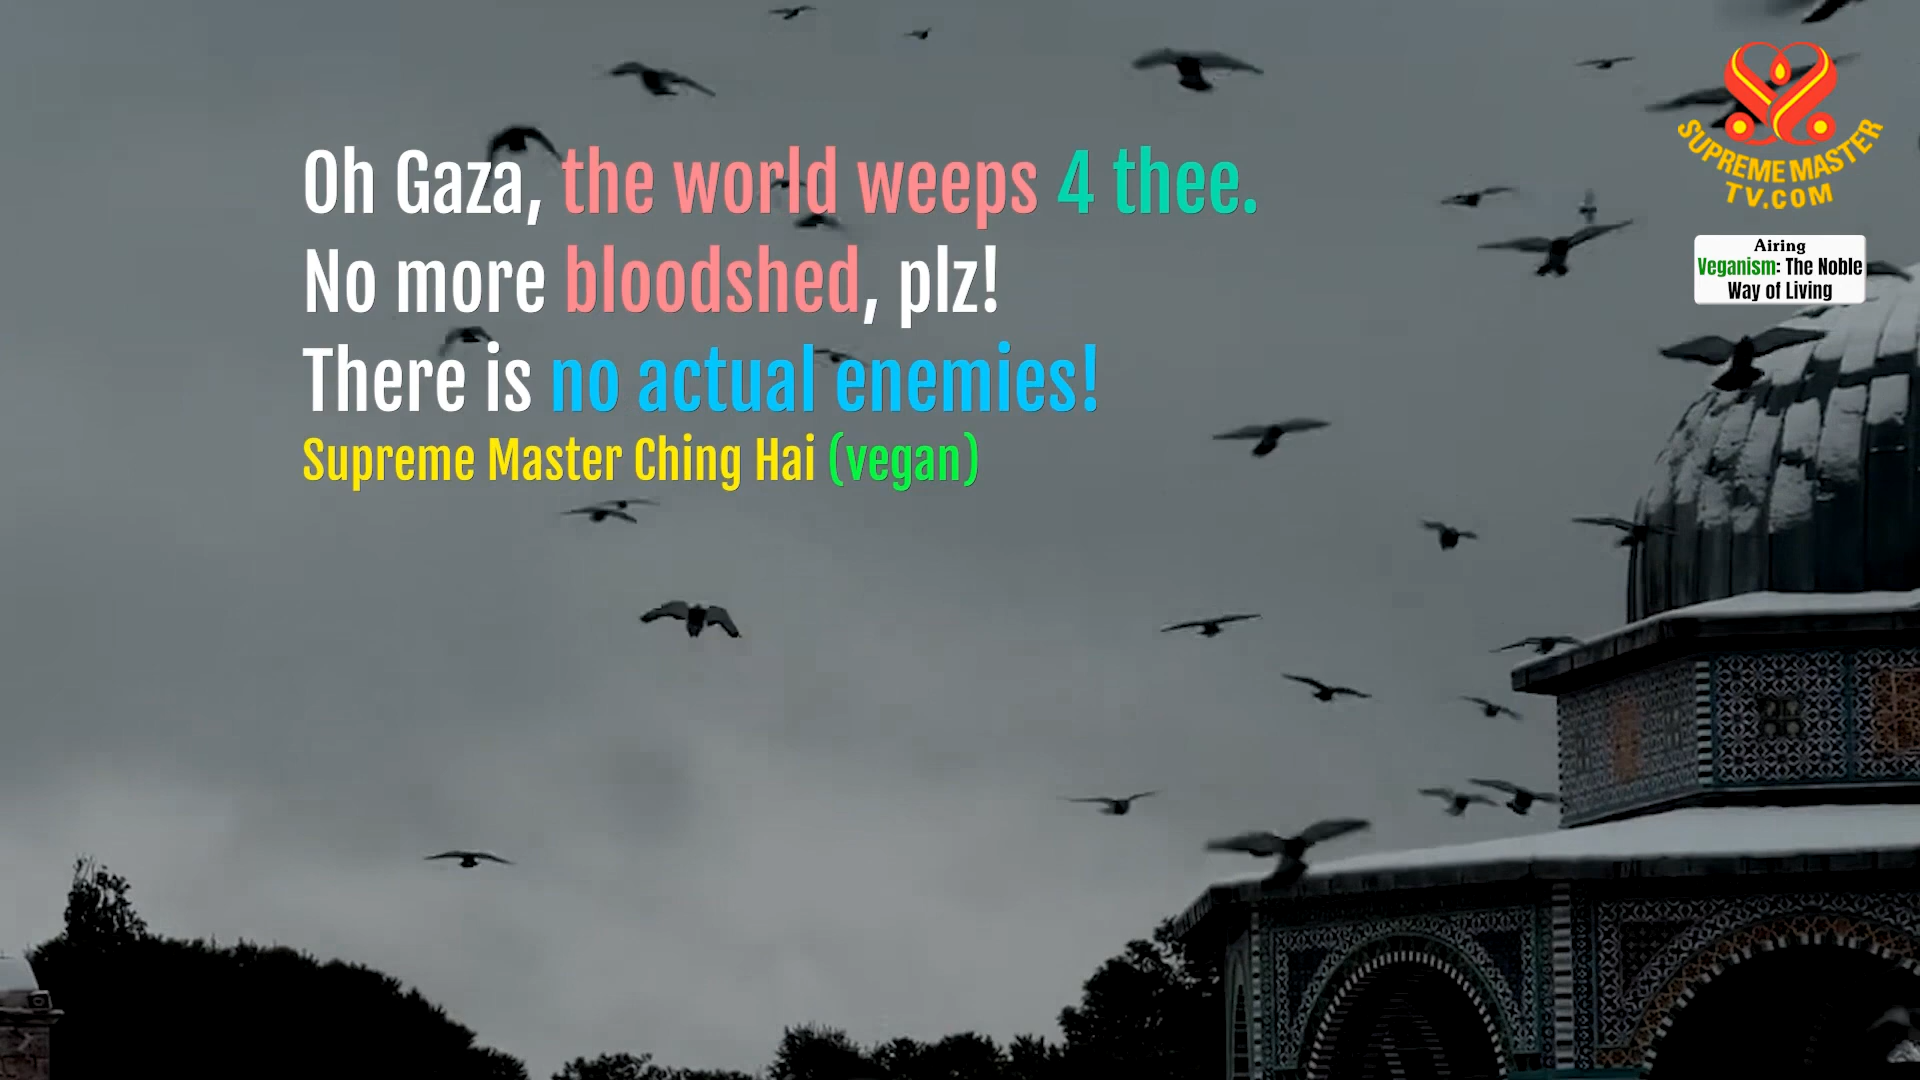 Oh Gaza, the world weeps 4 thee.
No more bloodshed, plz!
There is no actual enemies!
Supreme Master Ching Hai (vegan)
SUPREME MASTER
TV.COM
Airing
Veganism: The Noble
Way of Living